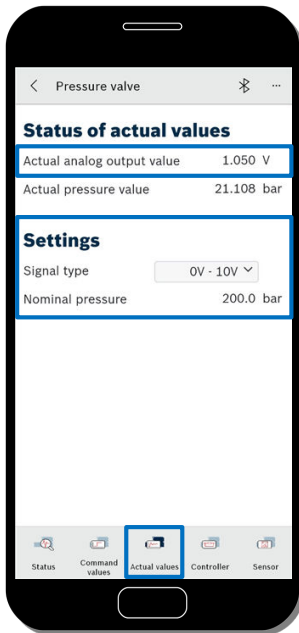 Pressure valve
...
Status of actual values
Actual analog output value 1.050 V
Actual pressure value 21.108 bar
Settings
Signal type 0V - 10V
Nominal pressure 200.0 bar
Status Command values Actual values Controller Sensor